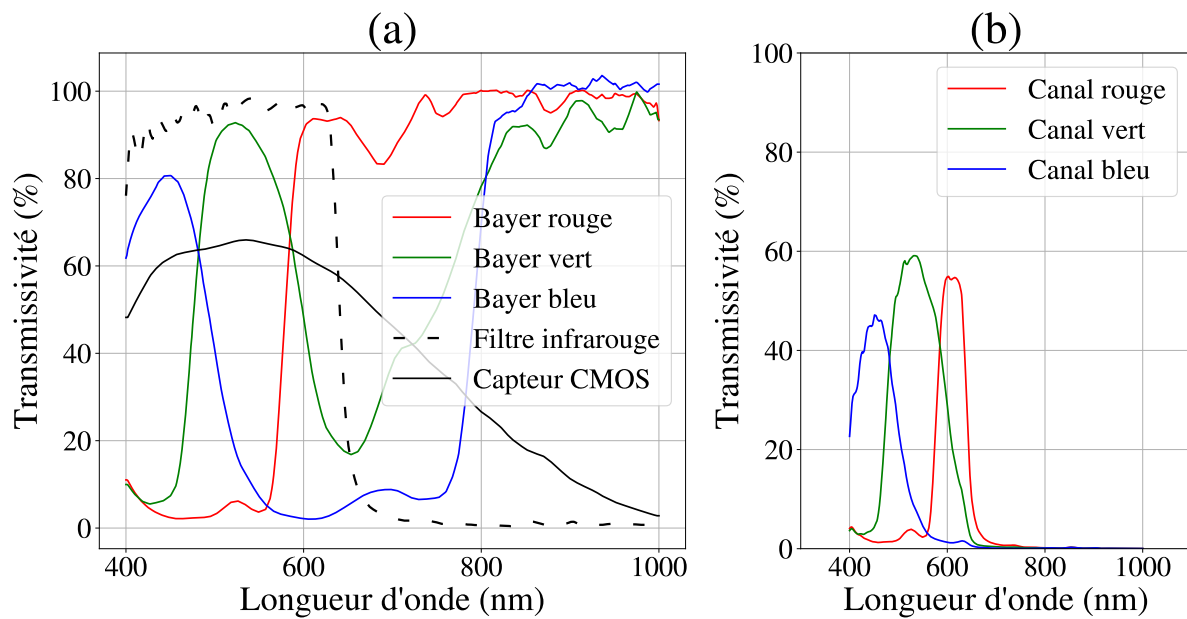 (a)
Transmissivité (%)
100
80
60
40
20
0
Bayer rouge
Bayer vert
Bayer bleu
Filtre infrarouge
Capteur CMOS
400
600
800
1000
Longueur d'onde (nm)
(b)
Transmissivité (%)
100
80
60
40
20
0
Canal rouge
Canal vert
Canal bleu
400
600
800
1000
Longueur d'onde (nm)